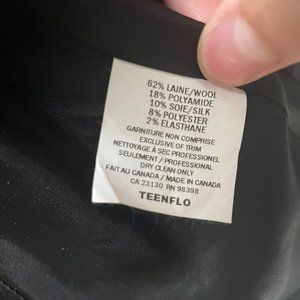 62% LAINE/WOOL
18% POLYAMIDE
10% SOIE/SILK
8% POLYESTER
2% ELASTHANE
GARNITURE NON COMPRISE
EXCLUSIVE OF TRIM
NETTOYAGE À SEC PROFESSIONEL
SEULEMENT / PROFESSIONAL
DRY CLEAN ONLY
FAIT AU CANADA / MADE IN CANADA
CA 23130 RN 98398
TEENFLO